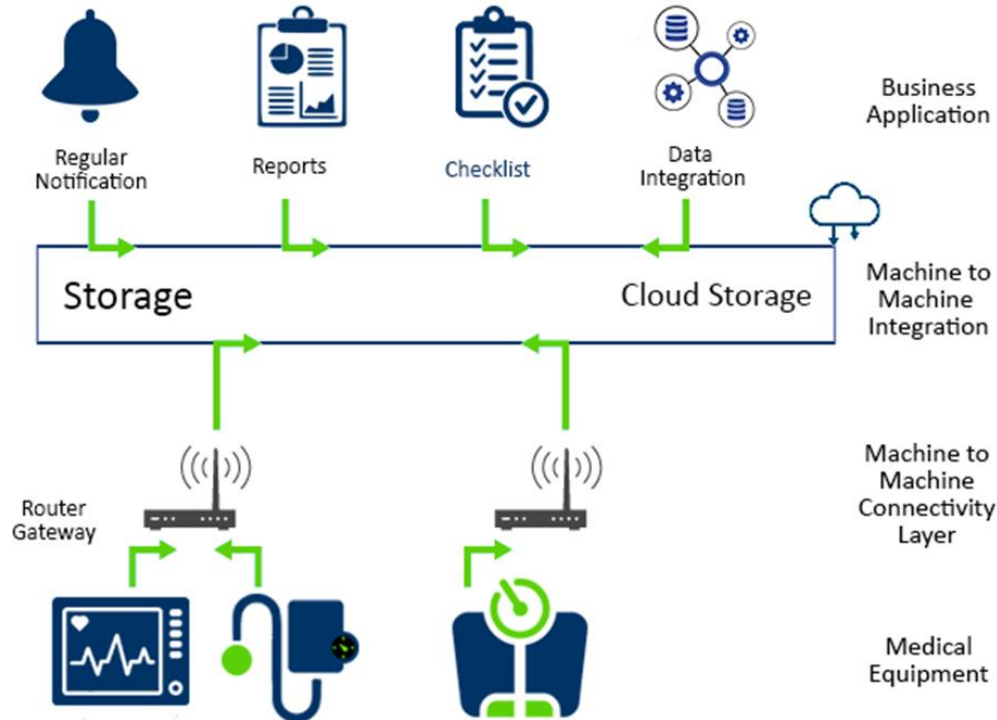 Business
Application
Regular
Notification
Reports
Checklist
Data
Integration
Storage
Cloud Storage
Machine to
Machine
Integration
Router
Gateway
Machine to
Machine
Connectivity
Layer
Medical
Equipment